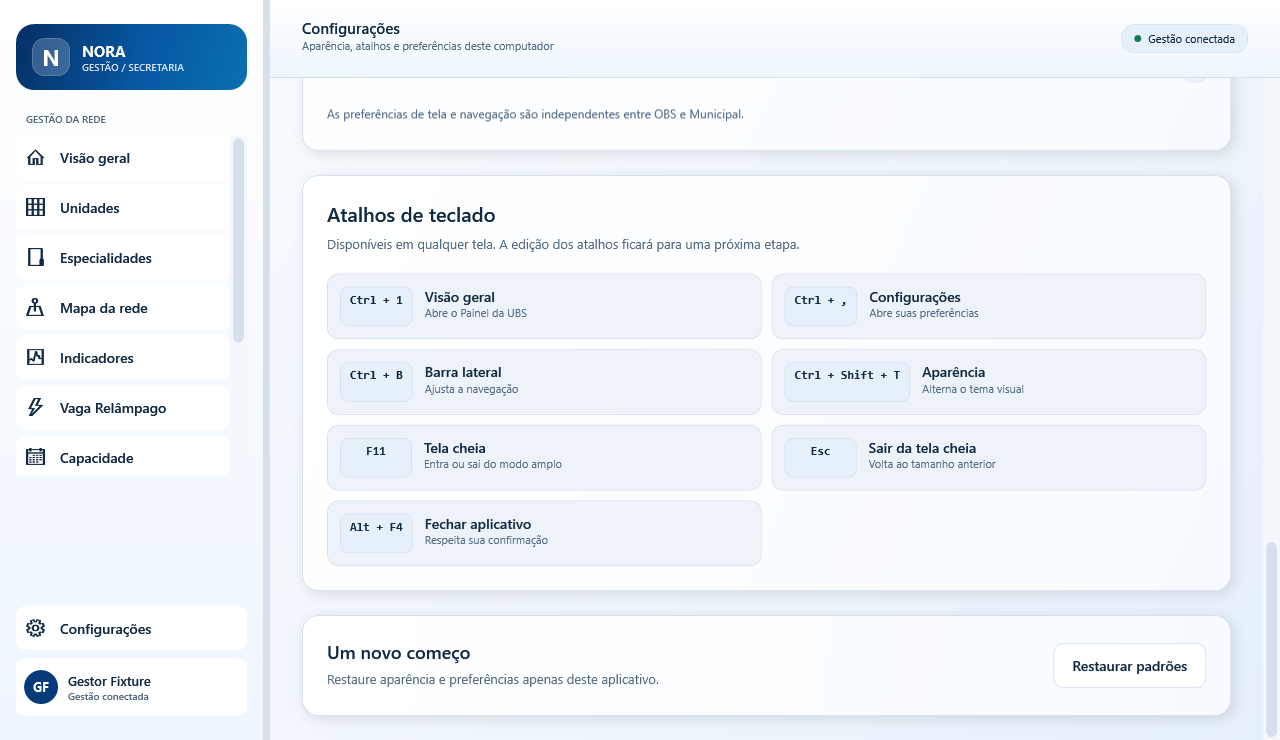 N
NORA
GESTÃO / SECRETARIA
GESTÃO DA REDE
Visão geral
Unidades
Especialidades
Mapa da rede
Indicadores
Vaga Relâmpago
Capacidade
Configurações
GF
Gestor Fixture
Gestão conectada
Configurações
Aparência, atalhos e preferências deste computador
Gestão conectada
As preferências de tela e navegação são independentes entre OBS e Municipal.
Atalhos de teclado
Disponíveis em qualquer tela. A edição dos atalhos ficará para uma próxima etapa.
Ctrl + 1
Visão geral
Abre o Painel da UBS
Ctrl + ,
Configurações
Abre suas preferências
Ctrl + B
Barra lateral
Ajusta a navegação
Ctrl + Shift + T
Aparência
Alterna o tema visual
F11
Tela cheia
Entra ou sai do modo amplo
Esc
Sair da tela cheia
Volta ao tamanho anterior
Alt + F4
Fechar aplicativo
Respeita sua confirmação
Um novo começo
Restaure aparência e preferências apenas deste aplicativo.
Restaurar padrões